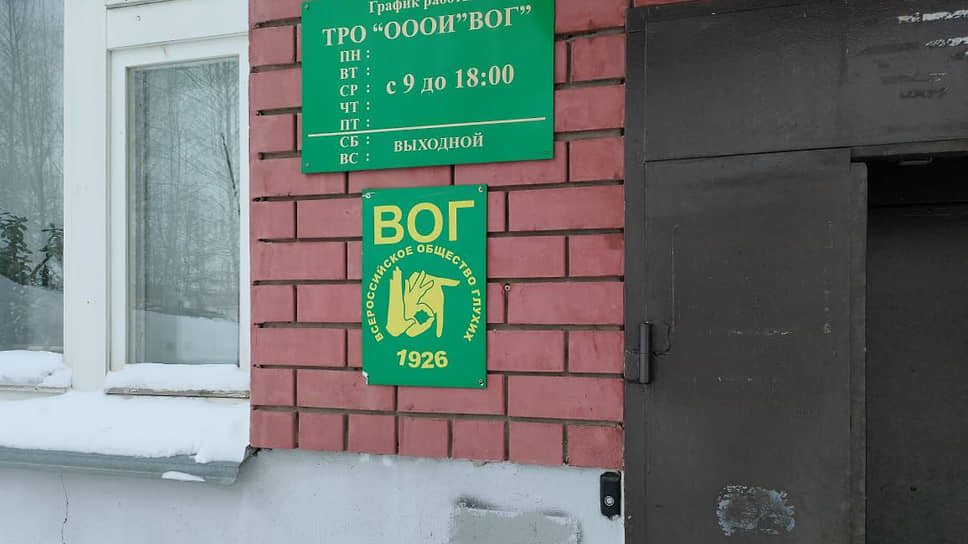 График работы
ТРО “ОООИ”ВОГ”
ПН :
ВТ :
СР : с 9 до 18:00
ЧТ :
ПТ :
СБ : ВЫХОДНОЙ
ВС :
ВОГ
ВСЕРОССИЙСКОЕ ОБЩЕСТВО ГЛУХИХ
1926